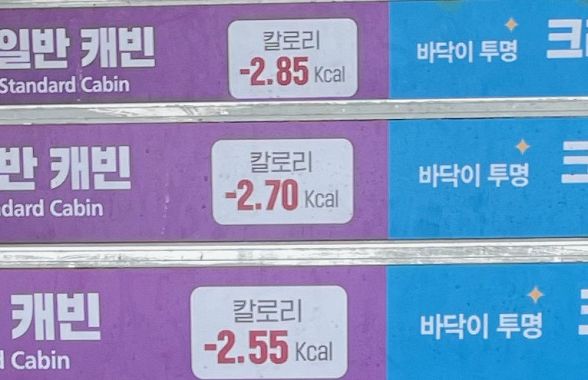 일반 캐빈
Standard Cabin
칼로리
-2.85 Kcal
바닥이 투명
반 캐빈
칼로리
-2.70 Kcal
바닥이 투명
Cabin
캐빈
칼로리
-2.55 Kcal
바닥이 투명
Cabin